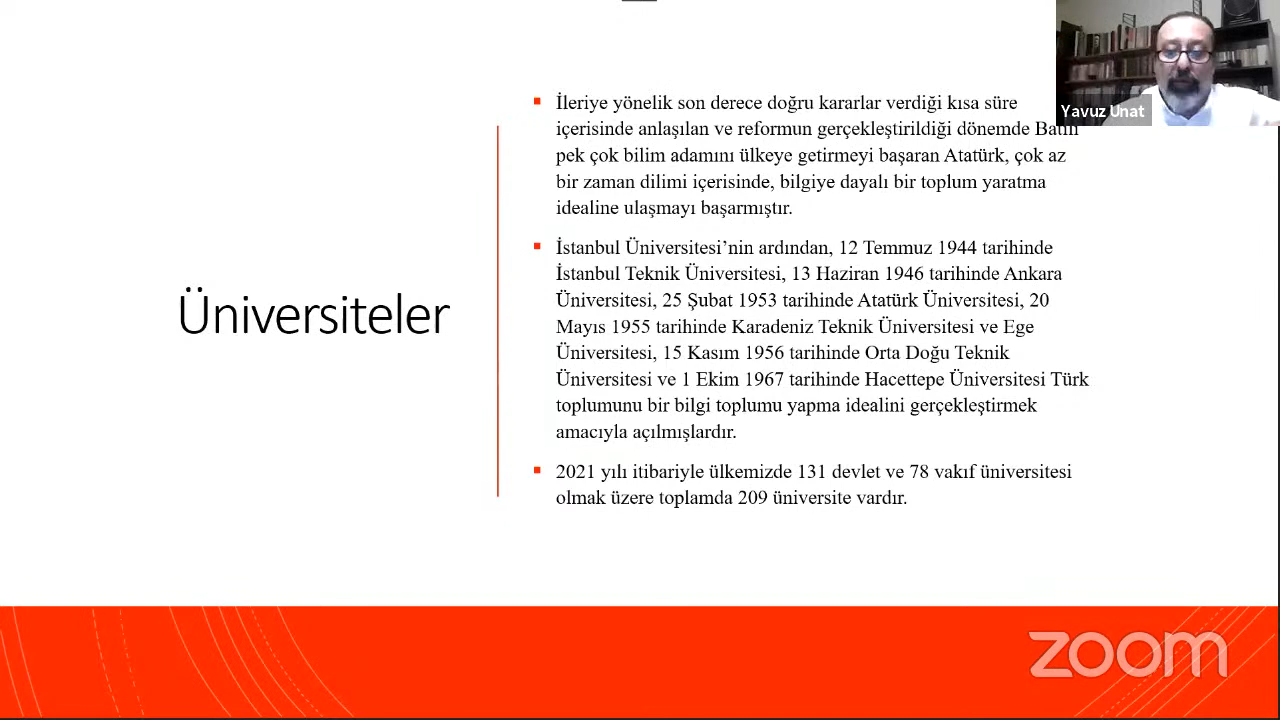 Üniversiteler
İleriye yönelik son derece doğru kararlar verdiği kısa süre
içerisinde anlaşılan ve reformun gerçekleştirildiği dönemde
pek çok bilim adamını ülkeye getirmeyi başaran Atatürk, çok az
bir zaman dilimi içerisinde, bilgiye dayalı bir toplum yaratma
idealine ulaşmayı başarmıştır.
İstanbul Üniversitesi’nin ardından, 12 Temmuz 1944 tarihinde
İstanbul Teknik Üniversitesi, 13 Haziran 1946 tarihinde Ankara
Üniversitesi, 25 Şubat 1953 tarihinde Atatürk Üniversitesi, 20
Mayıs 1955 tarihinde Karadeniz Teknik Üniversitesi ve Ege
Üniversitesi, 15 Kasım 1956 tarihinde Orta Doğu Teknik
Üniversitesi ve 1 Ekim 1967 tarihinde Hacettepe Üniversitesi Türk
toplumunu bir bilgi toplumu yapma idealini gerçekleştirmek
amacıyla açılmışlardır.
2021 yılı itibariyle ülkemizde 131 devlet ve 78 vakıf üniversitesi
olmak üzere toplamda 209 üniversite vardır.
Yavuz Unat
zoom